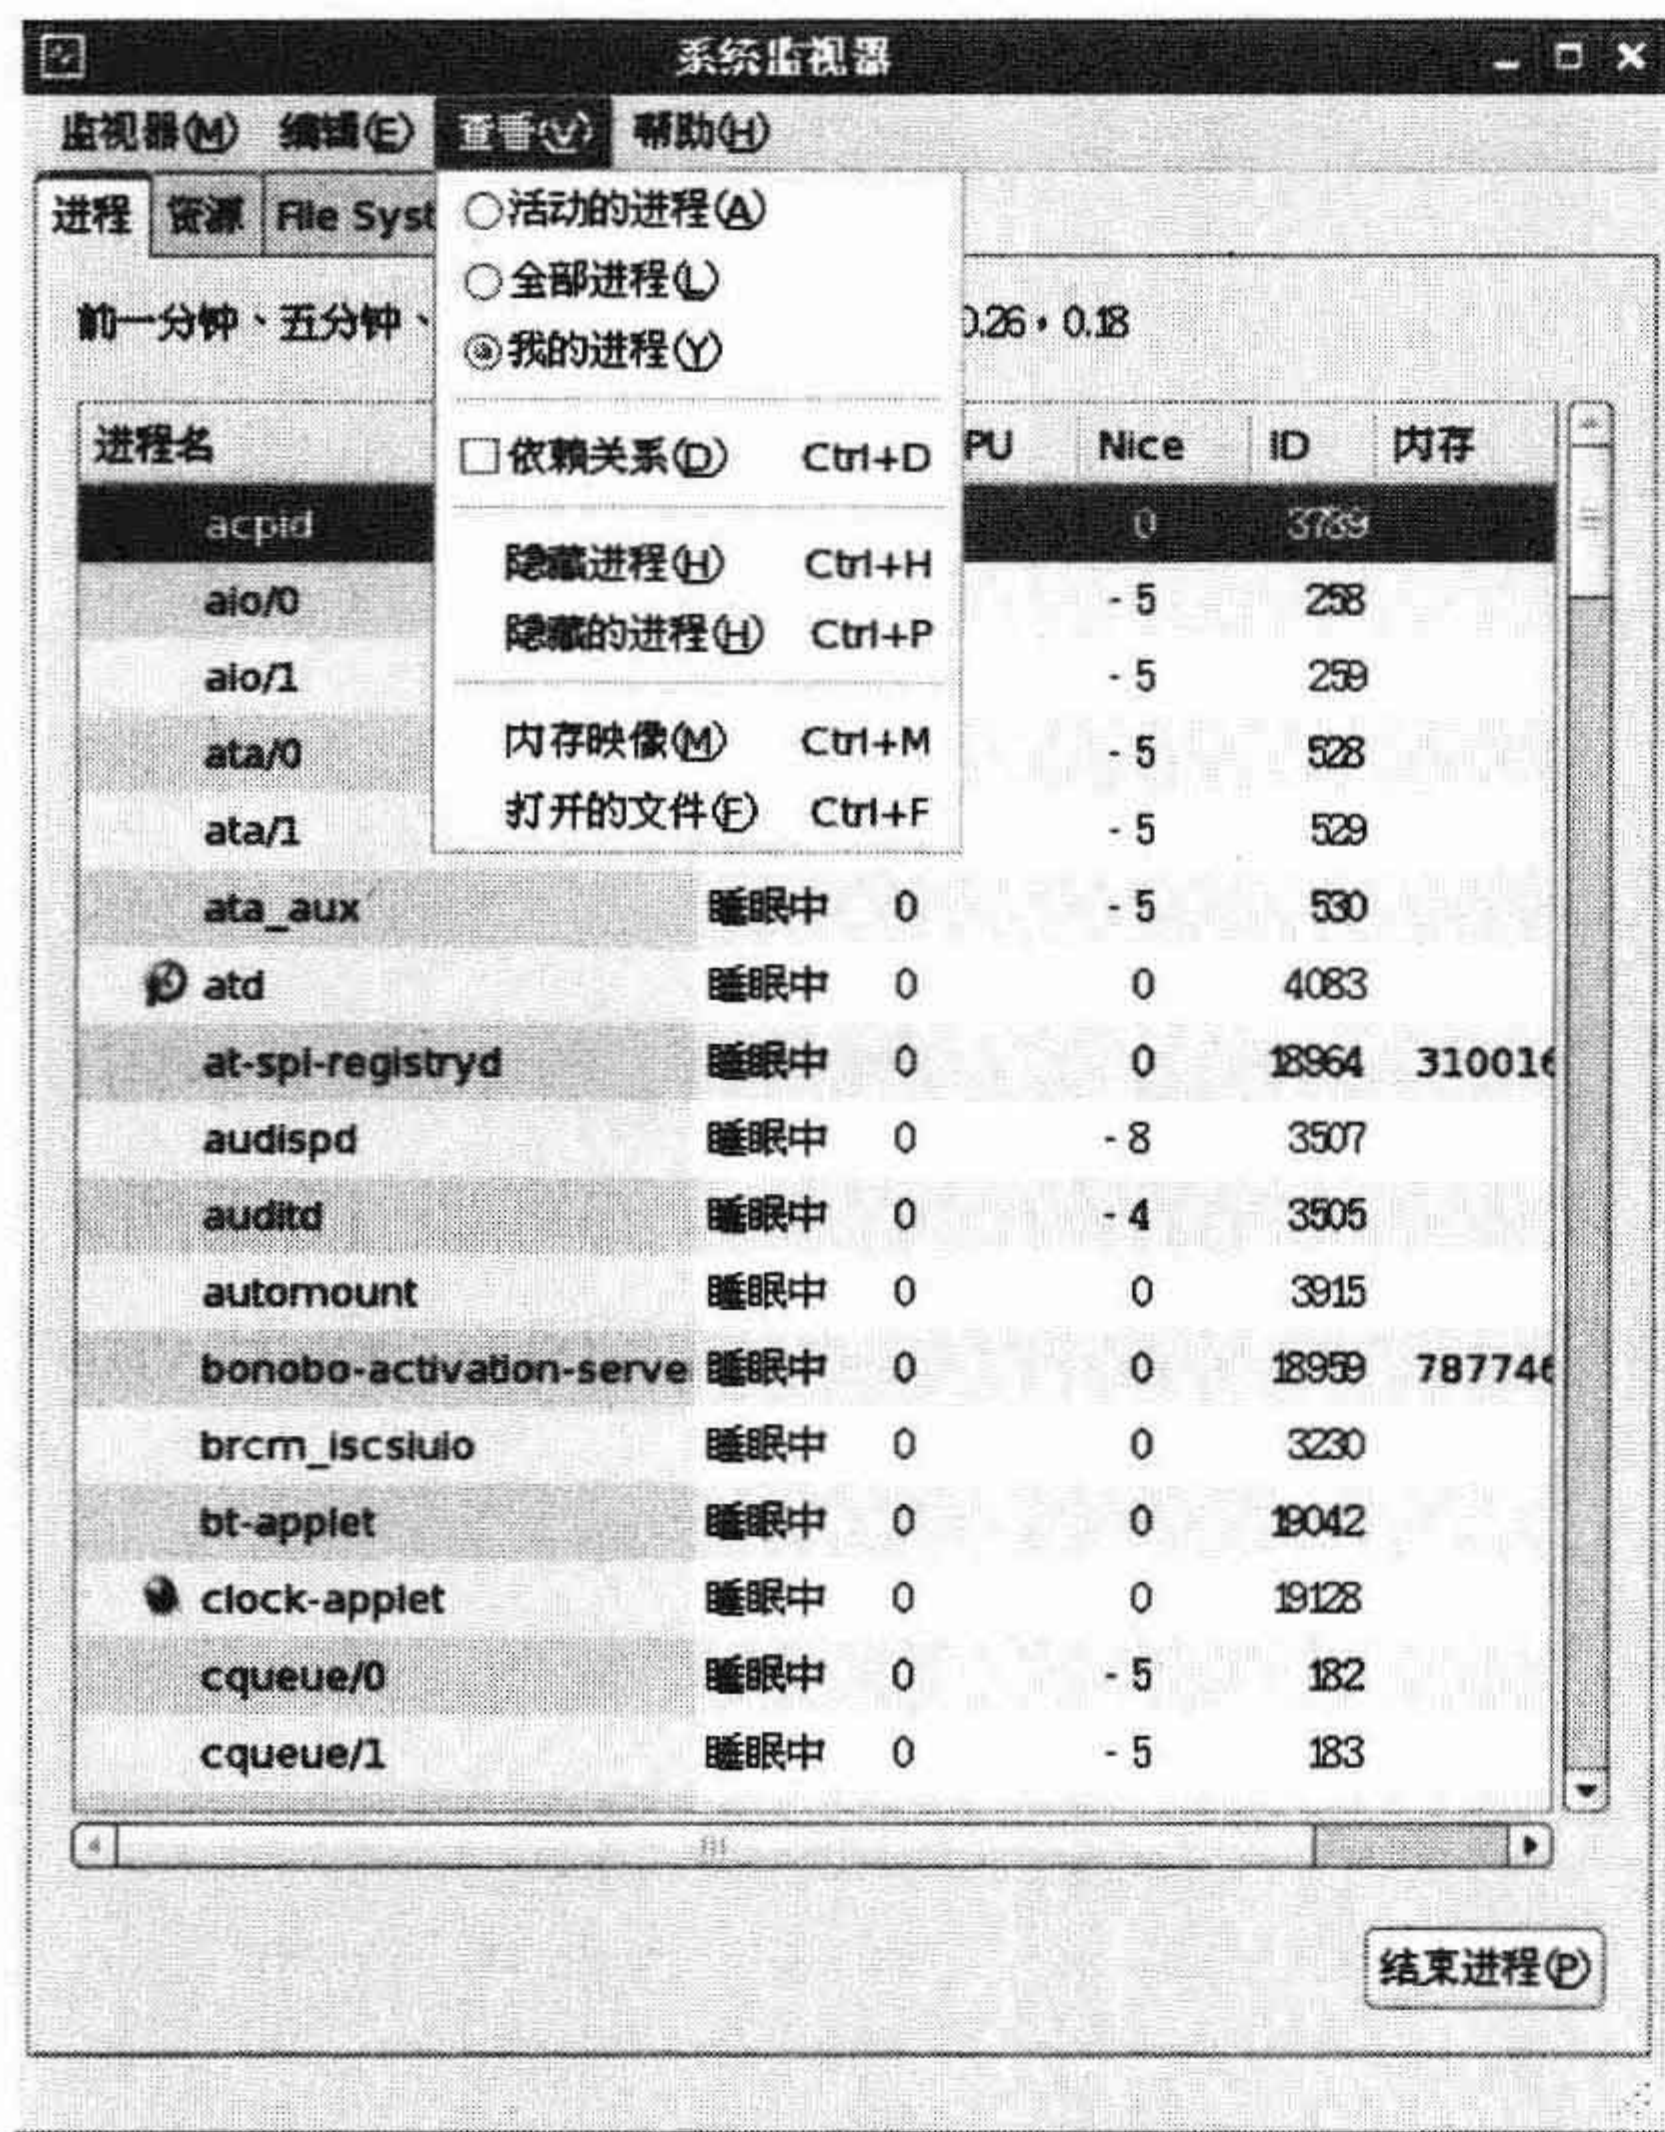 系统监视器
监视器(M) 编辑(E) 查看(V) 帮助(H)
进程 资源 File Syst
活动的进程(A)
全部进程(L)
我的进程(Y)
依赖关系(D) Ctrl+D
隐藏进程(H) Ctrl+H
隐藏的进程(H) Ctrl+P
内存映像(M) Ctrl+M
打开的文件(F) Ctrl+F
前一分钟、五分钟、 0.26，0.18
进程名 PU Nice ID 内存
acpid 0 3789
aio/0 -5 258
aio/1 -5 259
ata/0 -5 528
ata/1 -5 529
ata_aux 睡眠中 0 -5 530
atd 睡眠中 0 0 4083
at-spi-registryd 睡眠中 0 0 18964 310016
audispd 睡眠中 0 -8 3507
auditd 睡眠中 0 -4 3505
automount 睡眠中 0 0 3915
bonobo-activation-serve 睡眠中 0 0 18959 787746
brcm_iscsiuio 睡眠中 0 0 3230
bt-applet 睡眠中 0 0 19042
clock-applet 睡眠中 0 0 19128
cqueue/0 睡眠中 0 -5 182
cqueue/1 睡眠中 0 -5 183
结束进程(P)